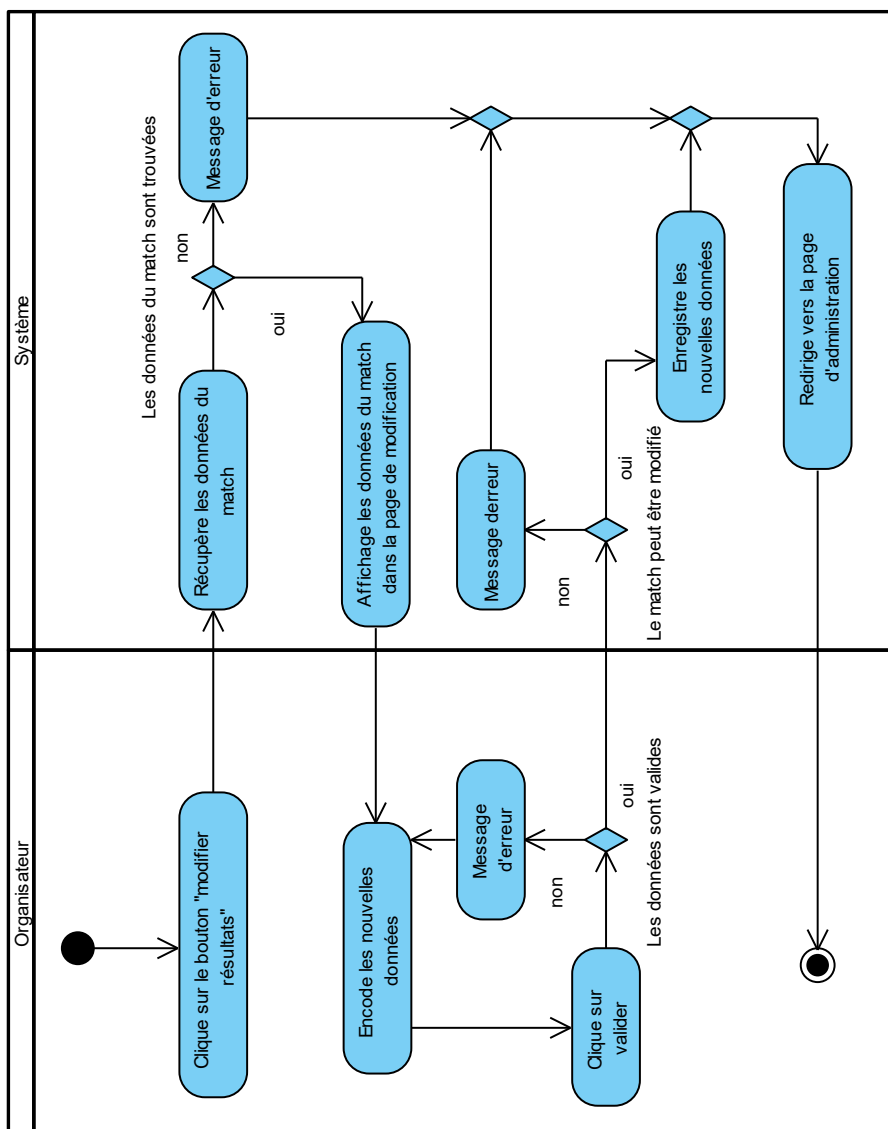 Organisateur
Système
Clique sur le bouton "modifier
résultats"
Récupère les données du
match
Les données du match sont trouvées
non
oui
Message d'erreur
Affichage les données du match
dans la page de modification
Encode les nouvelles
données
Clique sur
valider
Les données sont valides
non
oui
Message
d'erreur
Le match peut être modifié
non
oui
Message derreur
Enregistre les
nouvelles données
Redirige vers la page
d'administration